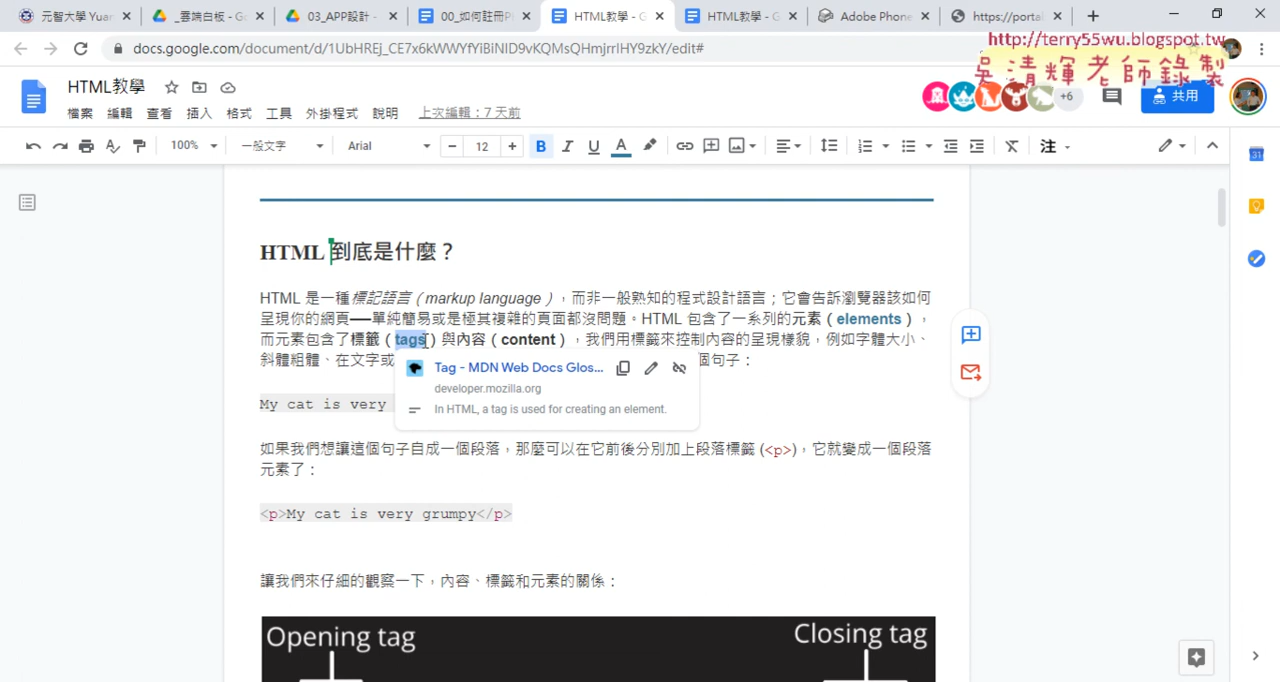 元智大學 Yuan
_雲端白板 - Go
03_APP設計 -
00_如何註冊P
HTML教學 - G
HTML教學 - G
Adobe Phone
https://porta
docs.google.com/document/d/1UbHREj_CE7x6kWWYfYiBiNID9vKQMsQHmjrrlHY9zkY/edit#
http://terry55wu.blogspot.tw
吳清輝老師錄製
HTML教學
檔案 編輯 查看 插入 格式 工具 外掛程式 說明 上次編輯：7 天前
+6
共用
100% 一般文字 Arial 12 B I U A 注
31
HTML 到底是什麼？
HTML 是一種標記語言（markup language），而非一般熟知的程式設計語言；它會告訴瀏覽器該如何
呈現你的網頁──單純簡易或是極其複雜的頁面都沒問題。HTML 包含了一系列的元素（elements），
而元素包含了標籤（tags）與內容（content），我們用標籤來控制內容的呈現樣貌，例如字體大小、
斜體粗體、在文字或 個句子：
Tag - MDN Web Docs Glos...
developer.mozilla.org
In HTML, a tag is used for creating an element.
My cat is very
如果我們想讓這個句子自成一個段落，那麼可以在它前後分別加上段落標籤 (<p>)，它就變成一個段落
元素了：
<p>My cat is very grumpy</p>
讓我們來仔細的觀察一下，內容、標籤和元素的關係：
Opening tag
Closing tag